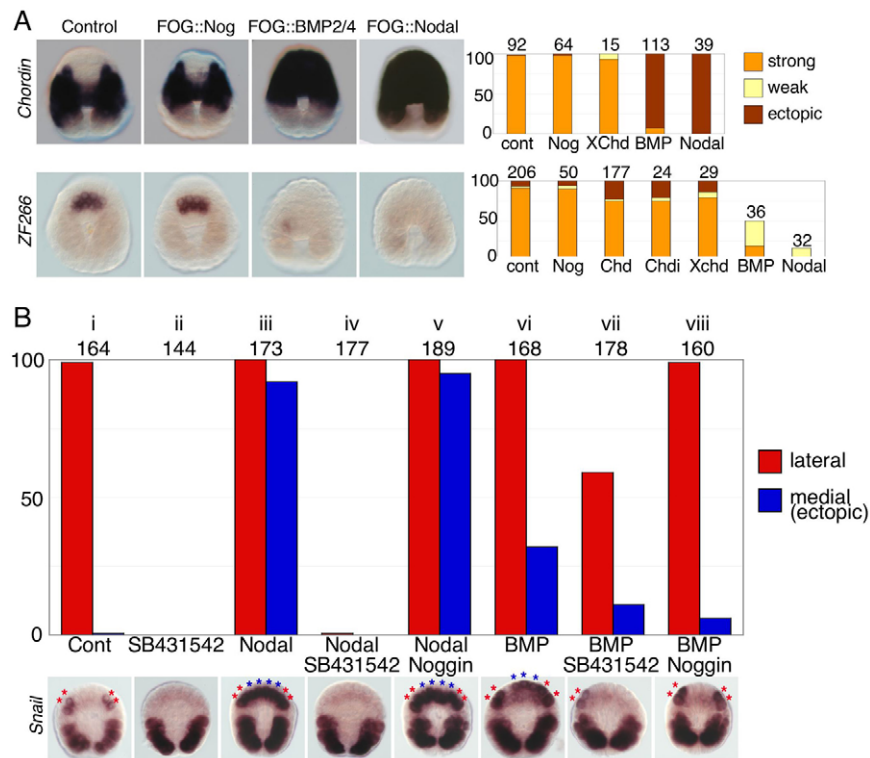 A
Control FOG::Nog FOG::BMP2/4 FOG::Nodal
Chordin
100
50
0
92 64 15 113 39
cont Nog XChd BMP Nodal
strong
weak
ectopic
ZF266
100
50
0
206 50 177 24 29 36 32
cont Nog Chd Chdi Xchd BMP Nodal
B
i ii iii iv v vi vii viii
164 144 173 177 189 168 178 160
100
50
0
lateral
medial
(ectopic)
Cont SB431542 Nodal Nodal Nodal BMP BMP BMP
SB431542 Noggin SB431542 Noggin
Snail